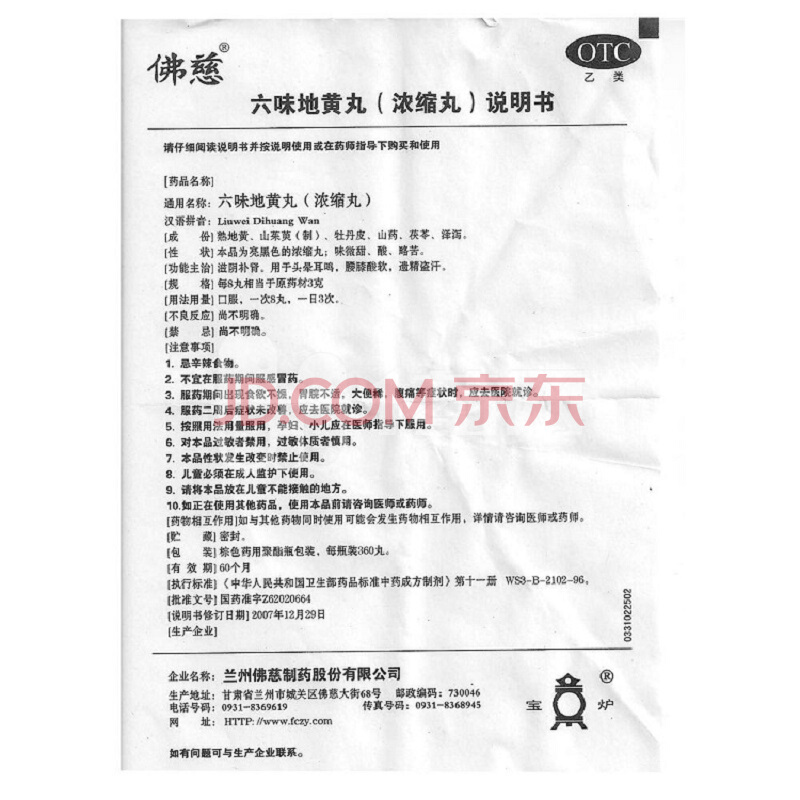 佛慈®
OTC
乙类
六味地黄丸(浓缩丸)说明书
请仔细阅读说明书并按说明使用或在药师指导下购买和使用
[药品名称]
通用名称：六味地黄丸(浓缩丸)
汉语拼音：Liuwei Dihuang Wan
[成 份] 熟地黄、山茱萸(制)、牡丹皮、山药、茯苓、泽泻。
[性 状] 本品为亮黑色的浓缩丸；味微甜、酸、略苦。
[功能主治] 滋阴补肾。用于头晕耳鸣，腰膝酸软，遗精盗汗。
[规 格] 每8丸相当于原药材3克
[用法用量] 口服，一次8丸，一日3次。
[不良反应] 尚不明确。
[禁 忌] 尚不明确。
[注意事项]
1. 忌辛辣食物。
2. 不宜在服药期间服感冒药。
3. 服药期间出现食欲不振，胃脘不适，大便稀，腹痛等症状时，应去医院就诊。
4. 服药二周后症状未改善，应去医院就诊。
5. 按照用法用量服用，孕妇、小儿应在医师指导下服用。
6. 对本品过敏者禁用，过敏体质者慎用。
7. 本品性状发生改变时禁止使用。
8. 儿童必须在成人监护下使用。
9. 请将本品放在儿童不能接触的地方。
10.如正在使用其他药品，使用本品前请咨询医师或药师。
[药物相互作用]如与其他药物同时使用可能会发生药物相互作用，详情请咨询医师或药师。
[贮 藏] 密封。
[包 装] 棕色药用聚酯瓶包装，每瓶装360丸。
[有 效 期] 60个月
[执行标准] 《中华人民共和国卫生部药品标准中药成方制剂》第十一册 WS3-B-2102-96。
[批准文号] 国药准字Z62020664
[说明书修订日期] 2007年12月29日
[生产企业]
0331022502
企业名称：兰州佛慈制药股份有限公司
生产地址：甘肃省兰州市城关区佛慈大街68号 邮政编码：730046
电话号码：0931-8369619 传真号码：0931-8368945
网 址：HTTP://www.fczy.com
宝炉®
如有问题可与生产企业联系。
JD.COM 京东